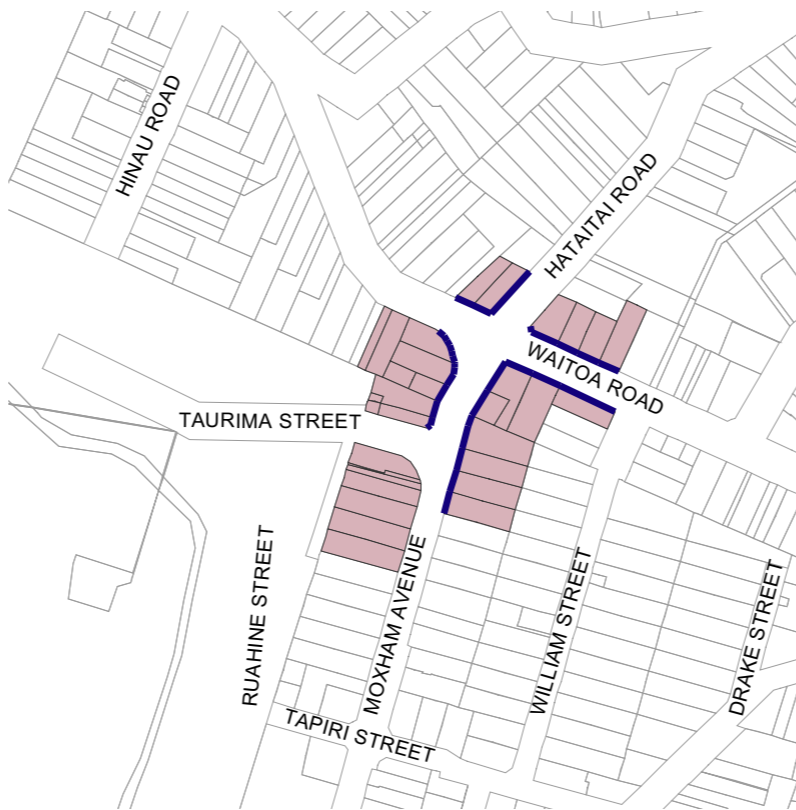 HINAU ROAD
HATAITAI ROAD
WAITOA ROAD
TAURIMA STREET
RUAHINE STREET
MOXHAM AVENUE
WILLIAM STREET
DRAKE STREET
TAPIRI STREET